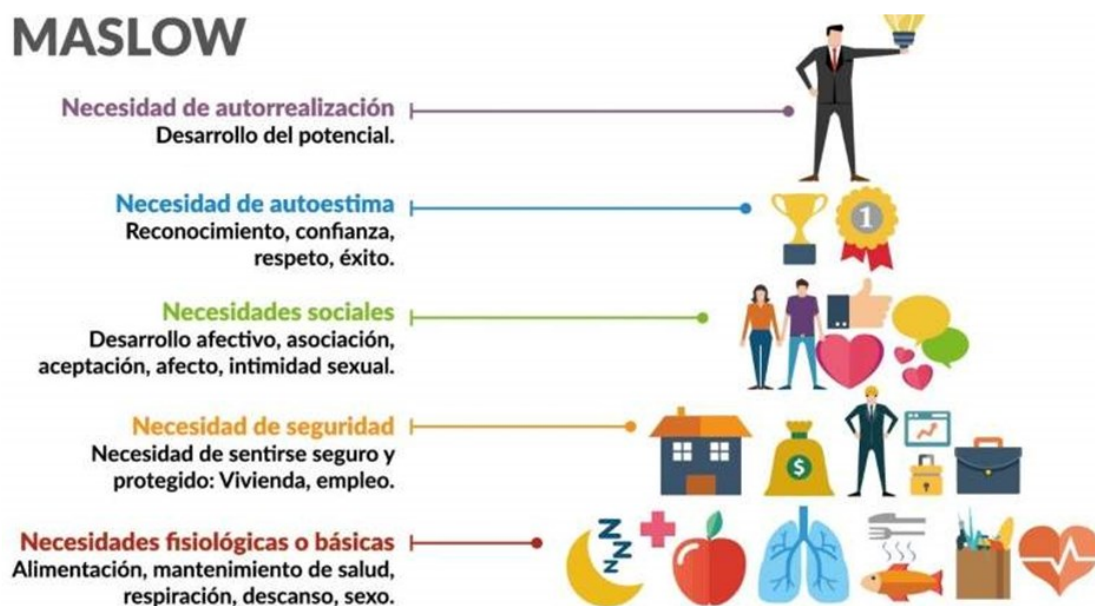 MASLOW
Necesidad de autorrealización
Desarrollo del potencial.
Necesidad de autoestima
Reconocimiento, confianza,
respeto, éxito.
1
Necesidades sociales
Desarrollo afectivo, asociación,
aceptación, afecto, intimidad sexual.
Necesidad de seguridad
Necesidad de sentirse seguro y
protegido: Vivienda, empleo.
$
Necesidades fisiológicas o básicas
Alimentación, mantenimiento de salud,
respiración, descanso, sexo.
N
N
N